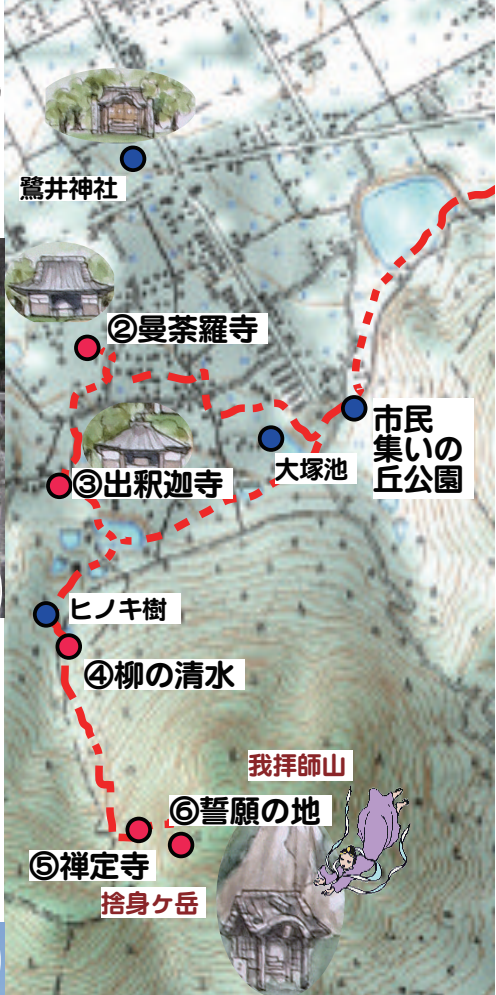 鷺井神社
②曼荼羅寺
市民
集いの
丘公園
大塚池
③出釈迦寺
ヒノキ樹
④柳の清水
我拝師山
⑥誓願の地
⑤禅定寺
捨身ヶ岳